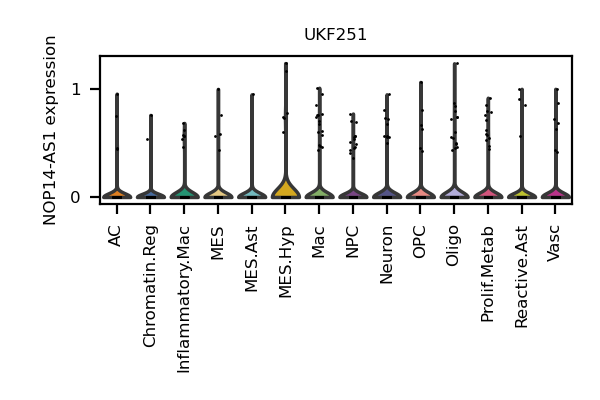 UKF251
NOP14-AS1 expression
1
0
AC
Chromatin.Reg
Inflammatory.Mac
MES
MES.Ast
MES.Hyp
Mac
NPC
Neuron
OPC
Oligo
Prolif.Metab
Reactive.Ast
Vasc